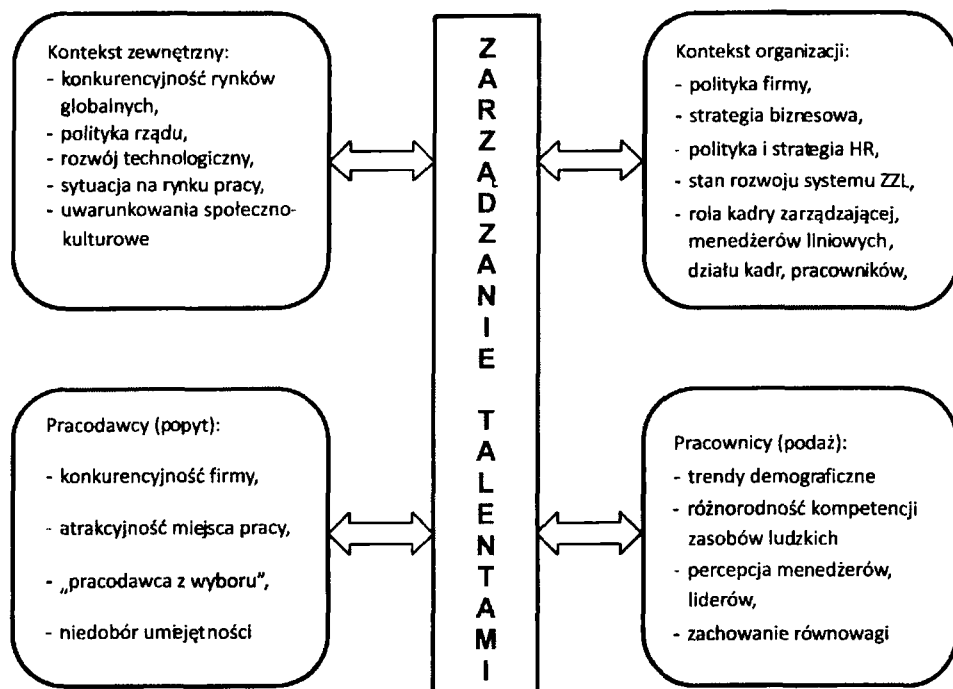 Kontekst zewnętrzny:
- konkurencyjność rynków
globalnych,
- polityka rządu,
- rozwój technologiczny,
- sytuacja na rynku pracy,
- uwarunkowania społeczno-
kulturowe
ZARZĄDZANIE TALENTAMI
Kontekst organizacji:
- polityka firmy,
- strategia biznesowa,
- polityka i strategia HR,
- stan rozwoju systemu ZZL,
- rola kadry zarządzającej,
menedżerów liniowych,
działu kadr, pracowników,
Pracodawcy (popyt):
- konkurencyjność firmy,
- atrakcyjność miejsca pracy,
- „pracodawca z wyboru”,
- niedobór umiejętności
Pracownicy (podaż):
- trendy demograficzne
- różnorodność kompetencji
zasobów ludzkich
- percepcja menedżerów,
liderów,
- zachowanie równowagi